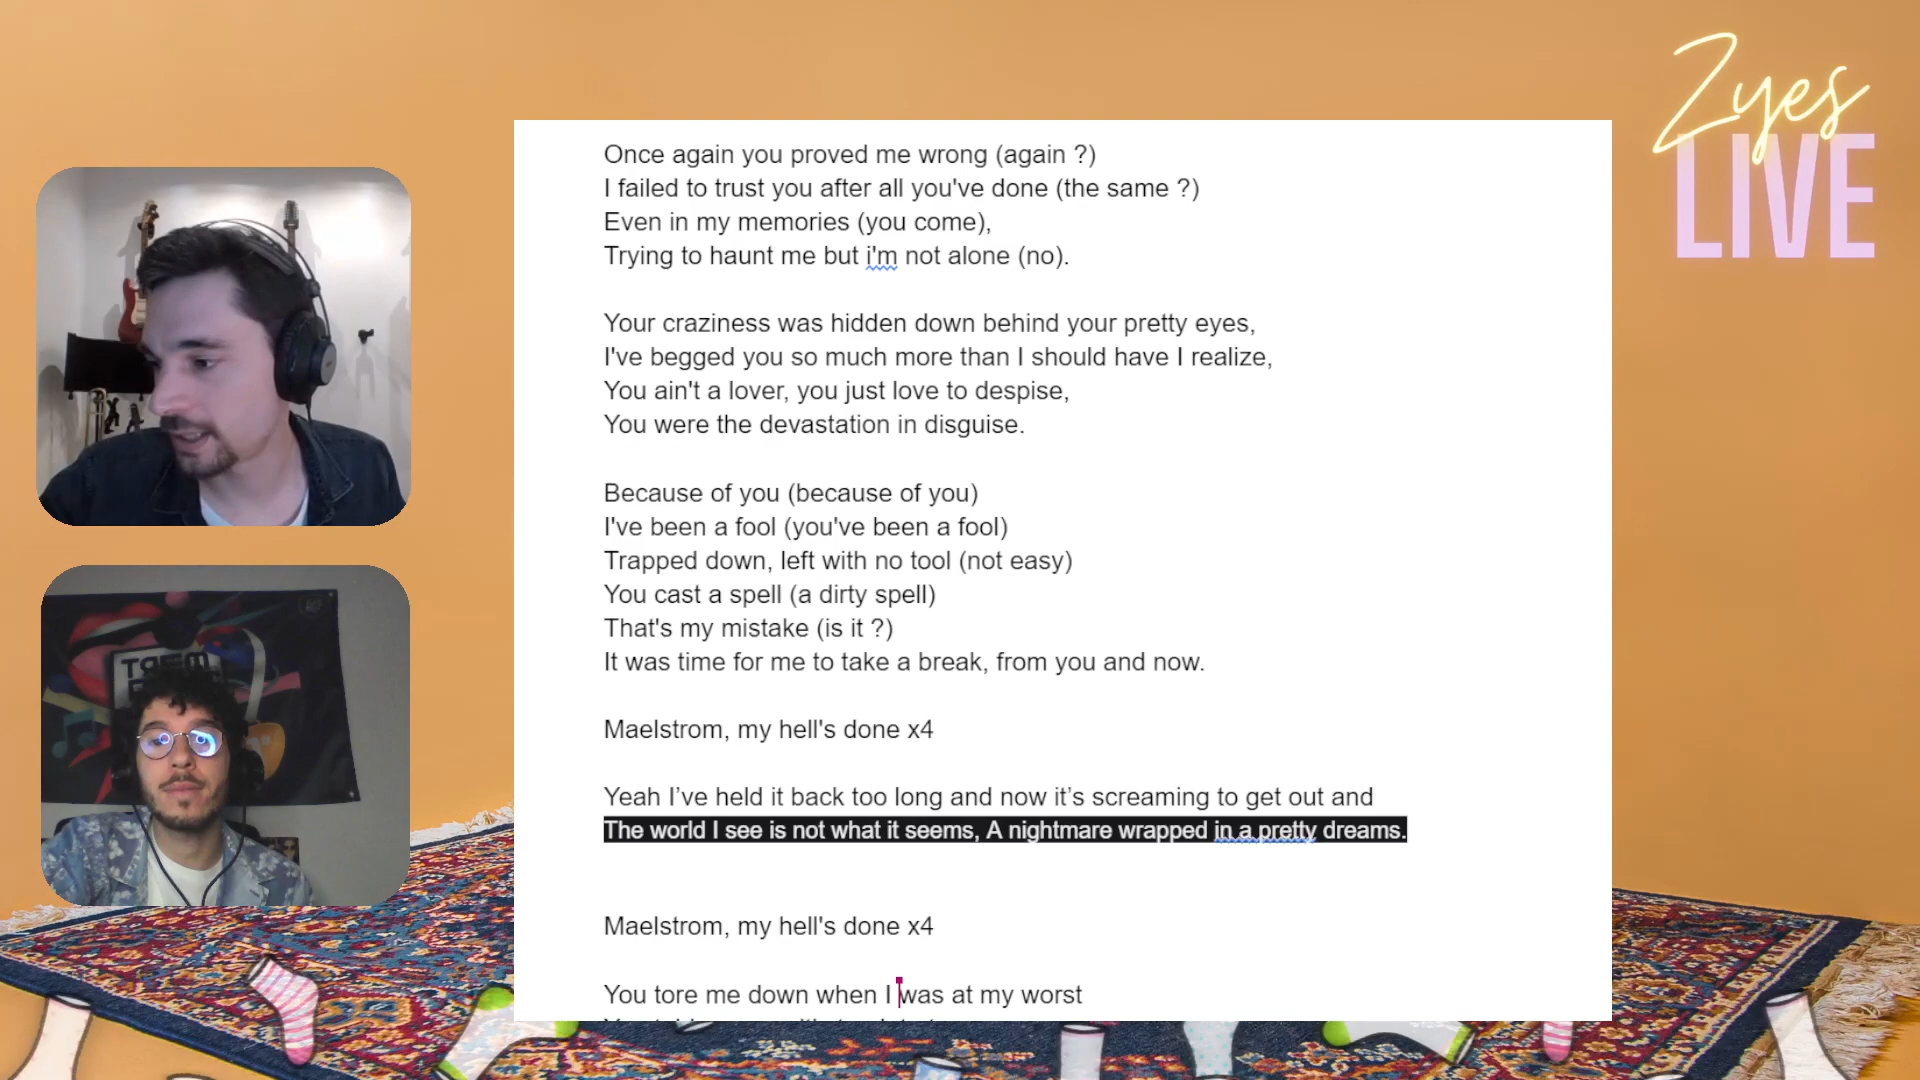 Zyes
LIVE
Once again you proved me wrong (again ?)
I failed to trust you after all you've done (the same ?)
Even in my memories (you come),
Trying to haunt me but i'm not alone (no).
Your craziness was hidden down behind your pretty eyes,
I've begged you so much more than I should have I realize,
You ain't a lover, you just love to despise,
You were the devastation in disguise.
Because of you (because of you)
I've been a fool (you've been a fool)
Trapped down, left with no tool (not easy)
You cast a spell (a dirty spell)
That's my mistake (is it ?)
It was time for me to take a break, from you and now.
Maelstrom, my hell's done x4
Yeah I’ve held it back too long and now it’s screaming to get out and
The world I see is not what it seems, A nightmare wrapped in a pretty dreams.
Maelstrom, my hell's done x4
You tore me down when I was at my worst